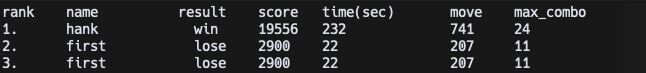 rank name result score time(sec) move max_combo
1. hank win 19556 232 741 24
2. first lose 2900 22 207 11
3. first lose 2900 22 207 11